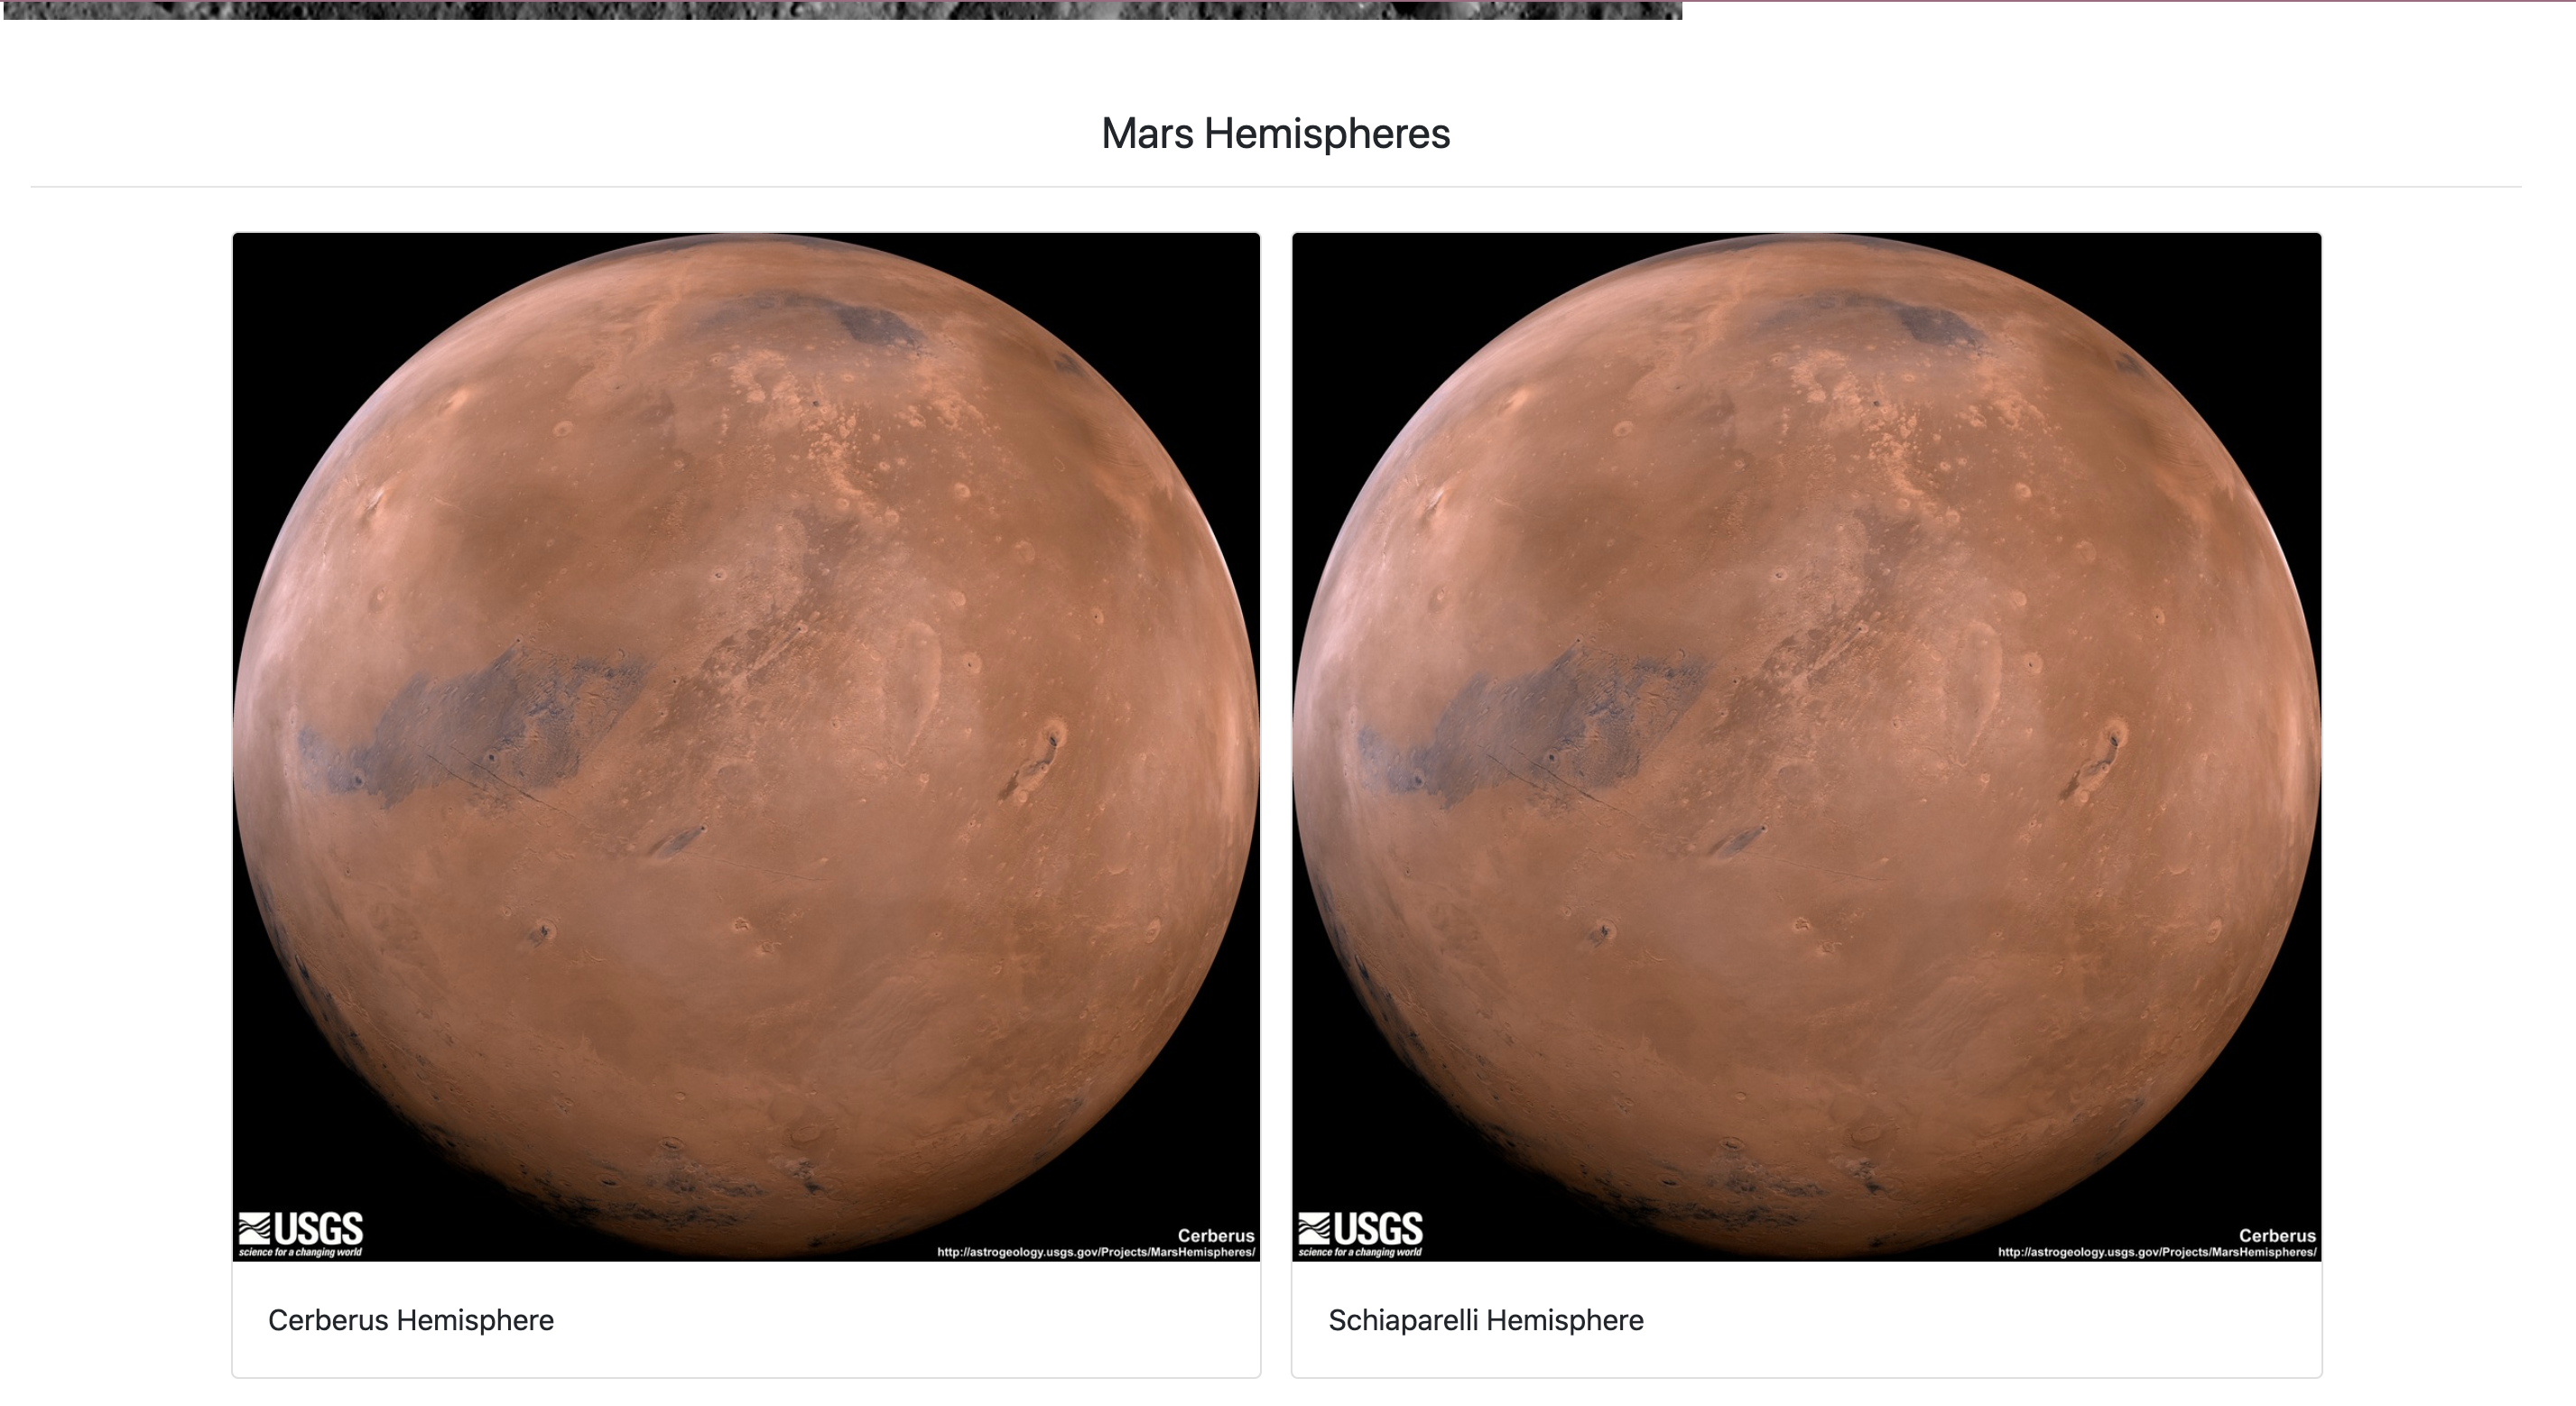 Mars Hemispheres
USGS
science for a changing world
Cerberus
http://astrogeology.usgs.gov/Projects/MarsHemispheres/
Cerberus Hemisphere
USGS
science for a changing world
Cerberus
http://astrogeology.usgs.gov/Projects/MarsHemispheres/
Schiaparelli Hemisphere